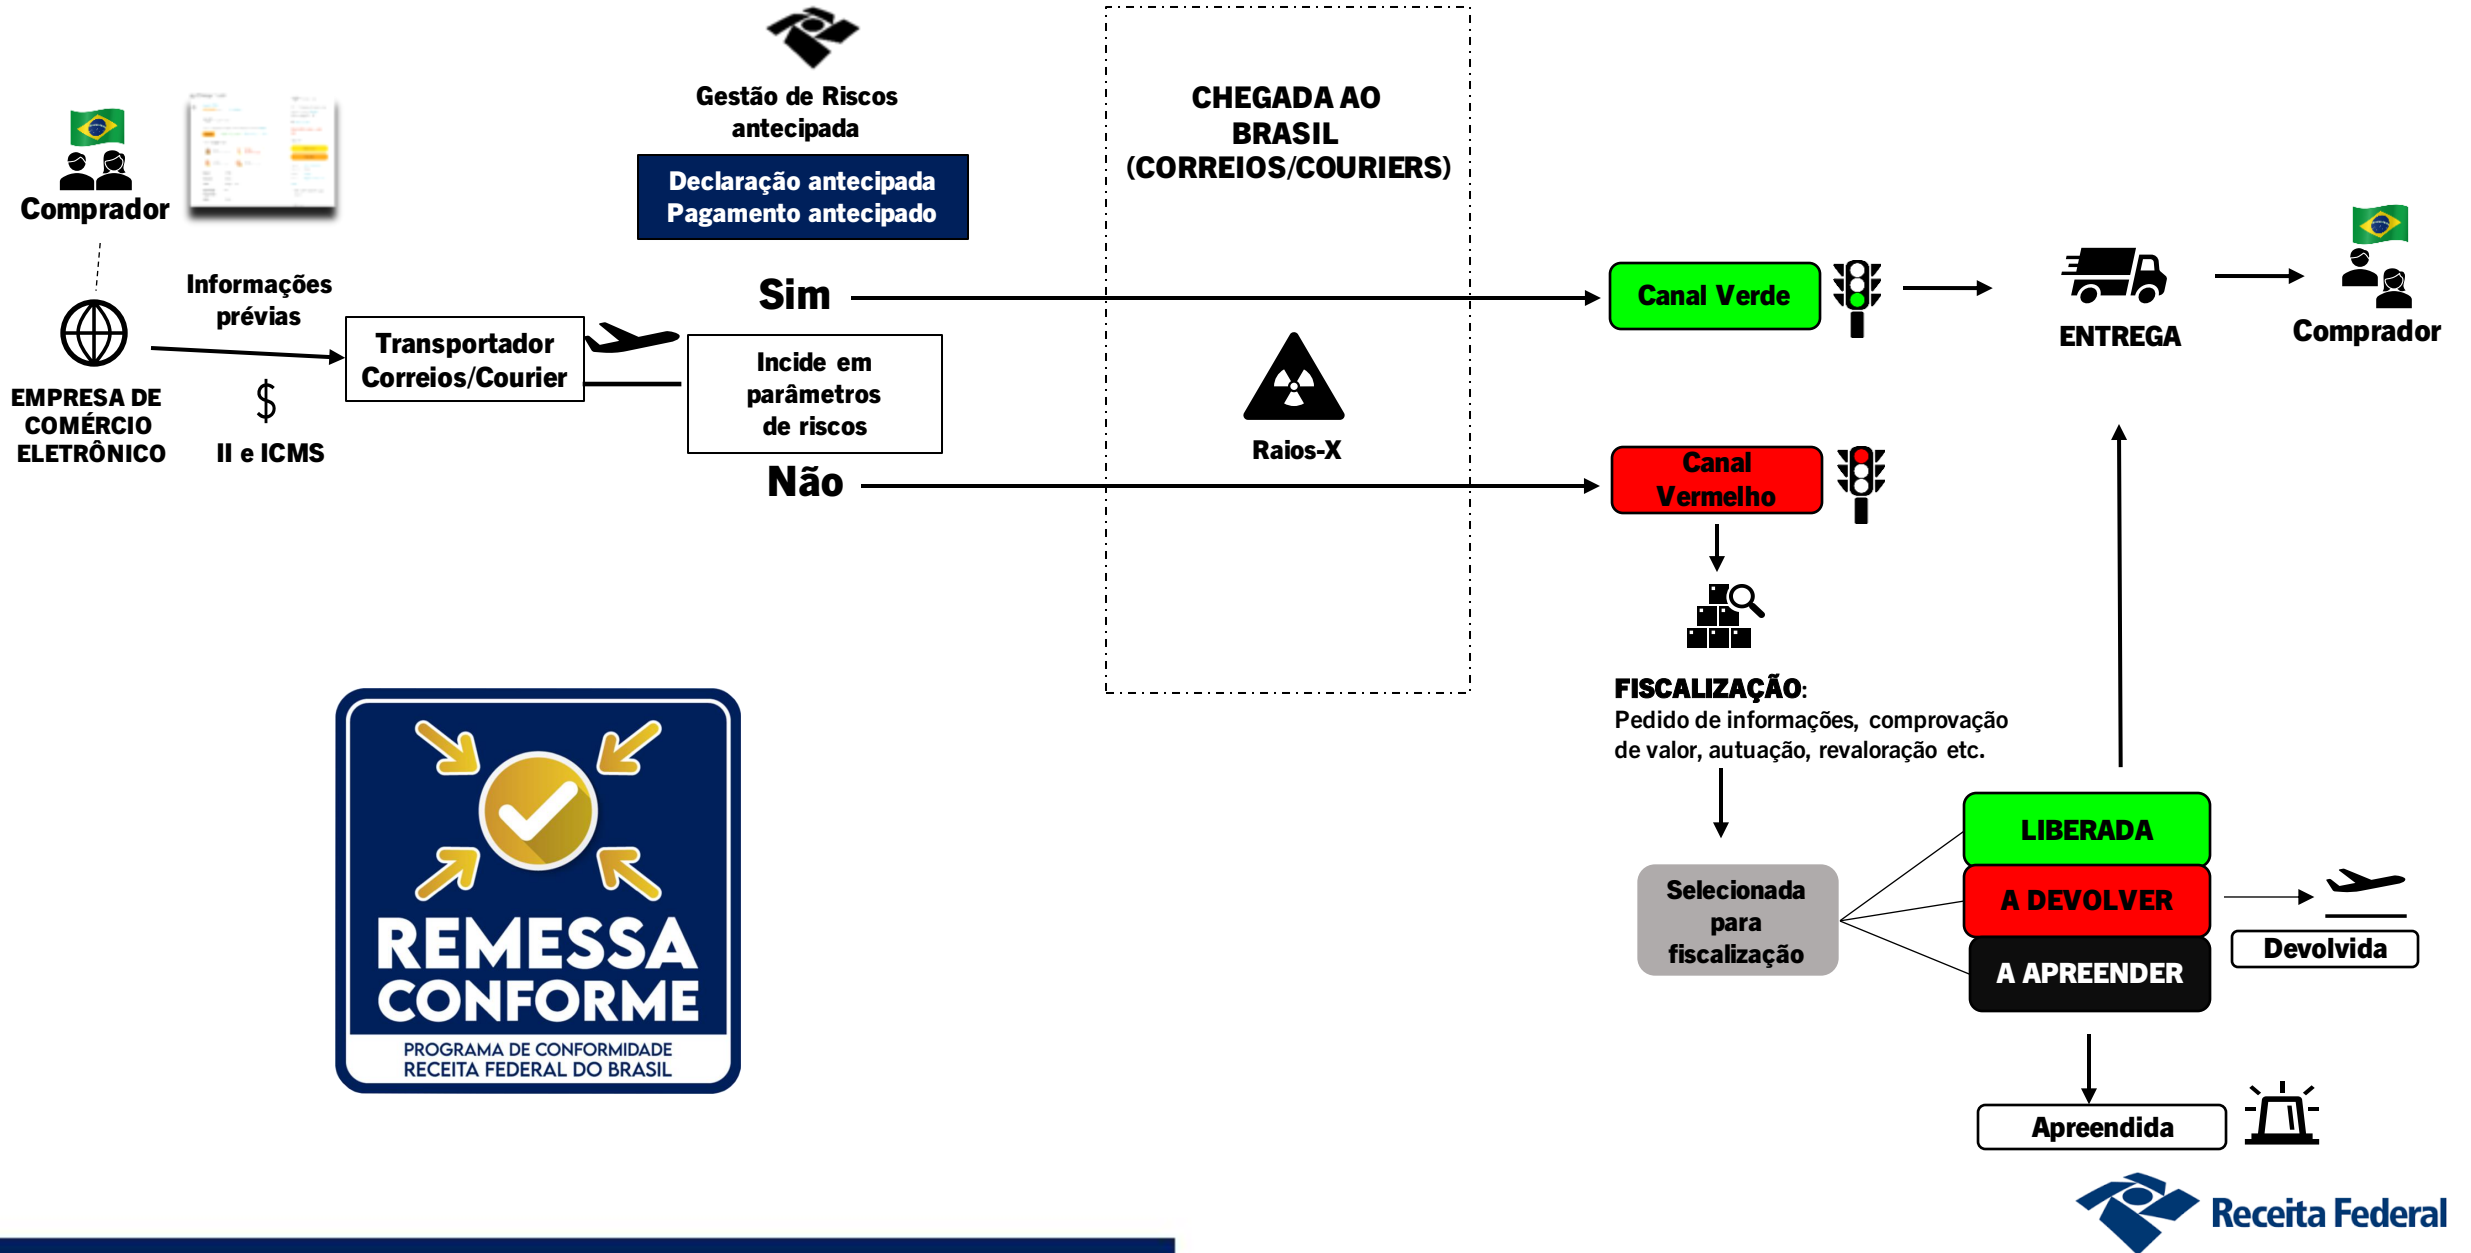 Comprador
Informações
prévias
EMPRESA DE
COMÉRCIO
ELETRÔNICO
$
II e ICMS
Transportador
Correios/Courier
Gestão de Riscos
antecipada
Declaração antecipada
Pagamento antecipado
Sim
Incide em
parâmetros
de riscos
Não
CHEGADA AO
BRASIL
(CORREIOS/COURIERS)
Raios-X
Canal Verde
ENTREGA
Comprador
Canal
Vermelho
FISCALIZAÇÃO:
Pedido de informações, comprovação
de valor, autuação, revaloração etc.
Selecionada
para
fiscalização
LIBERADA
A DEVOLVER
A APREENDER
Devolvida
Apreendida
REMESSA
CONFORME
PROGRAMA DE CONFORMIDADE
RECEITA FEDERAL DO BRASIL
Receita Federal